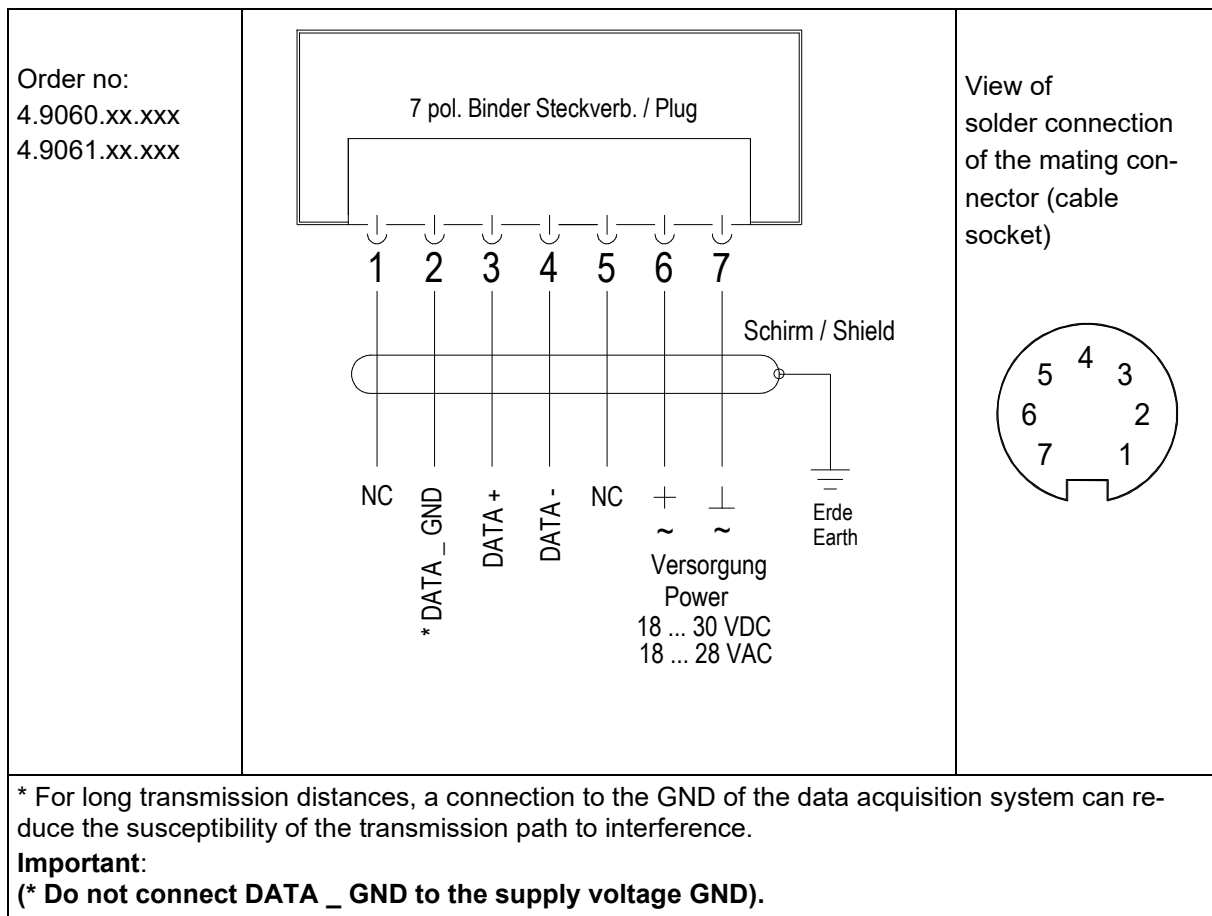 Order no:
4.9060.xx.xxx
4.9061.xx.xxx
7 pol. Binder Steckverb. / Plug
1 2 3 4 5 6 7
Schirm / Shield
NC
* DATA _ GND
DATA +
DATA -
NC
+
⊥
~ ~
Versorgung
Power
18 ... 30 VDC
18 ... 28 VAC
Erde
Earth
View of
solder connection
of the mating con-
nector (cable
socket)
4
5 3
6 2
7 1
* For long transmission distances, a connection to the GND of the data acquisition system can re-
duce the susceptibility of the transmission path to interference.
Important:
(* Do not connect DATA _ GND to the supply voltage GND).